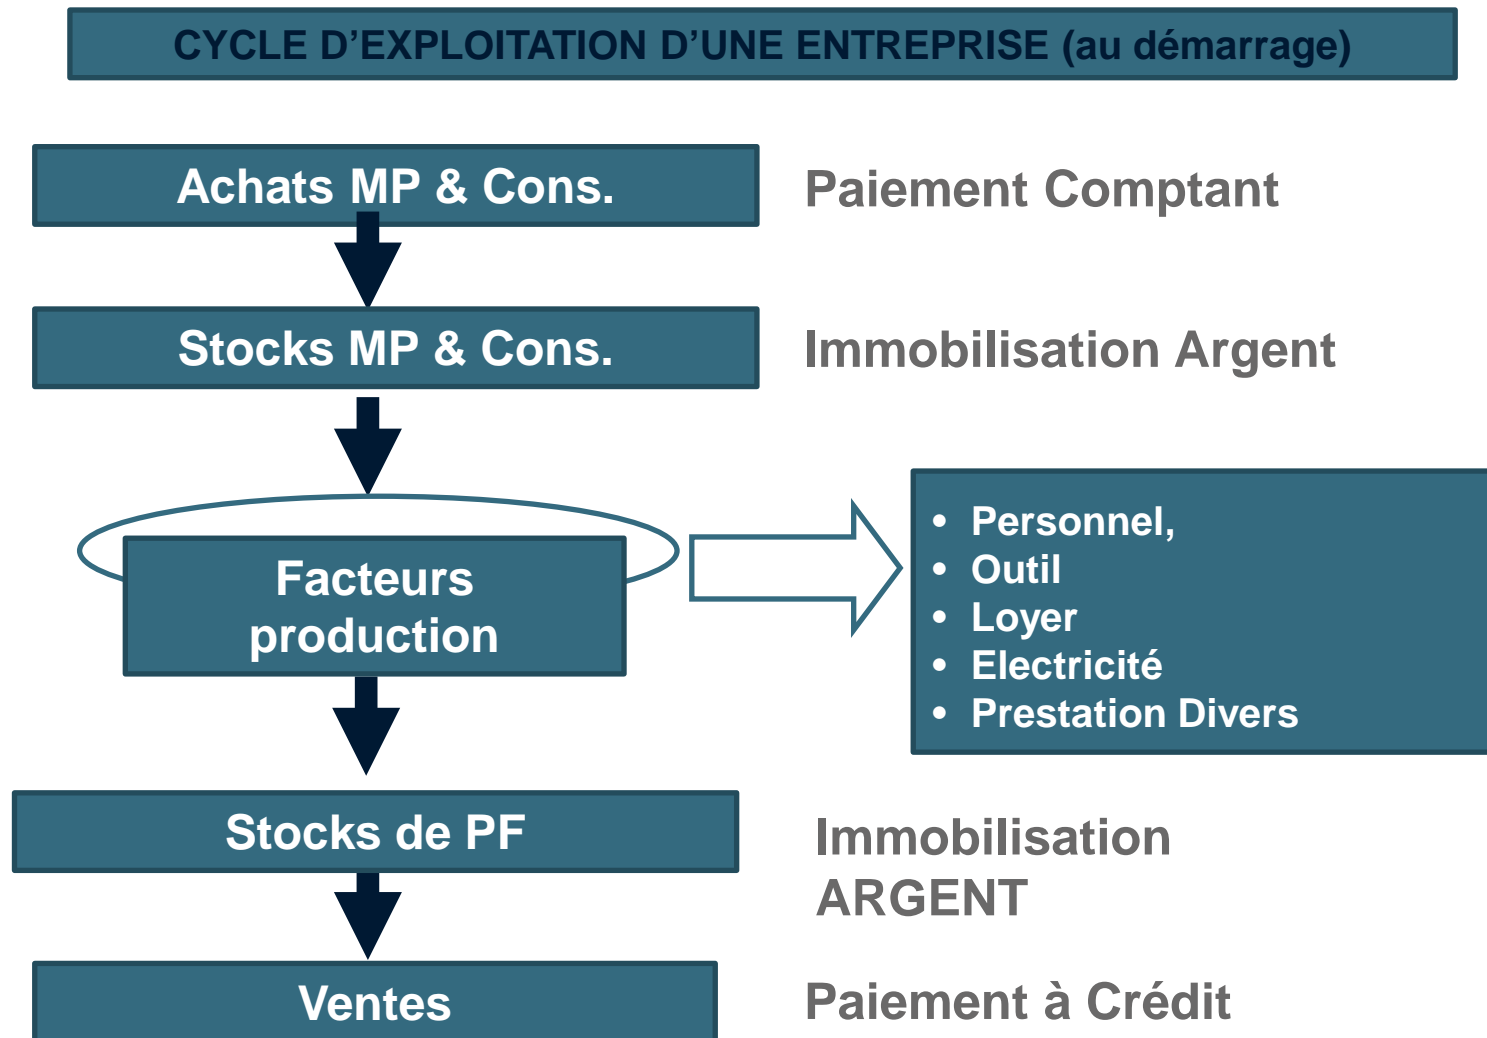 CYCLE D’EXPLOITATION D’UNE ENTREPRISE (au démarrage)
Achats MP & Cons.
Paiement Comptant
Stocks MP & Cons.
Immobilisation Argent
Facteurs
production
• Personnel,
• Outil
• Loyer
• Electricité
• Prestation Divers
Stocks de PF
Immobilisation
ARGENT
Ventes
Paiement à Crédit